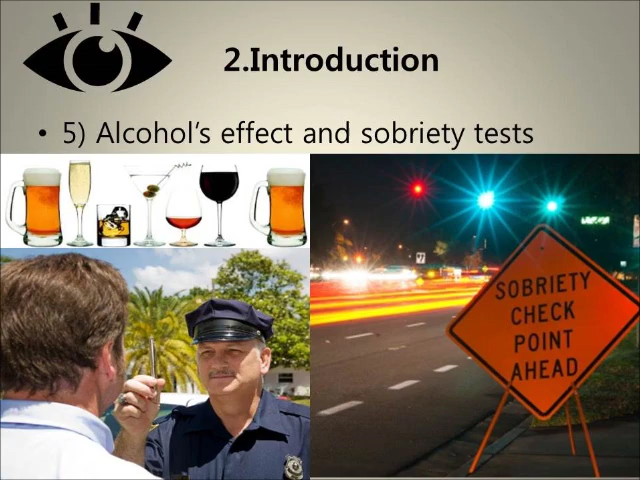 2.Introduction
• 5) Alcohol’s effect and sobriety tests
SOBRIETY
CHECK
POINT
AHEAD